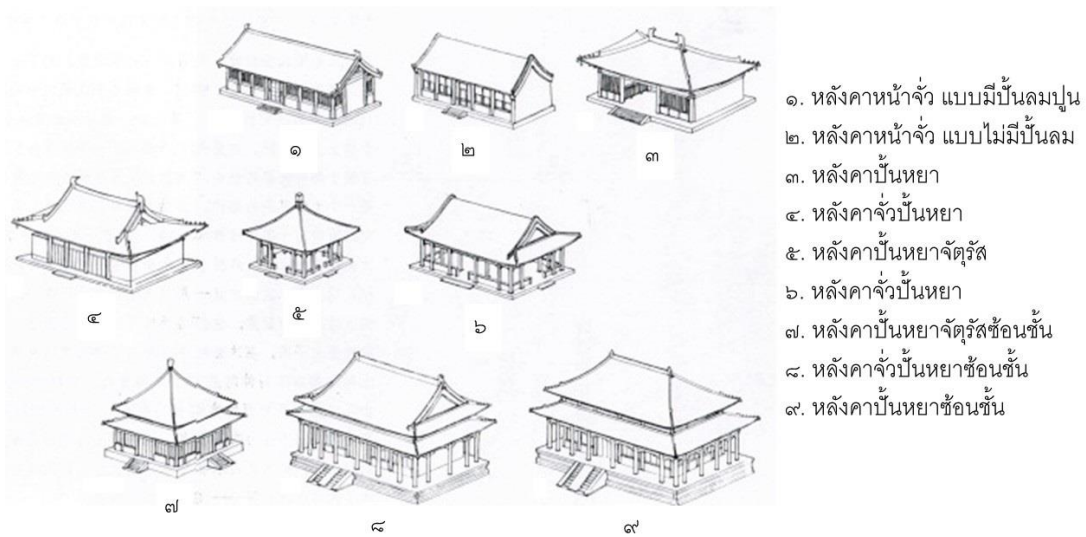 ๑
๒
๓
๔
๕
๖
๗
๘
๙
๑. หลังคาหน้าจั่ว แบบมีปั้นลมปูน
๒. หลังคาหน้าจั่ว แบบไม่มีปั้นลม
๓. หลังคาปั้นหยา
๔. หลังคาจั่วปั้นหยา
๕. หลังคาปั้นหยาจัตุรัส
๖. หลังคาจั่วปั้นหยา
๗. หลังคาปั้นหยาจัตุรัสซ้อนชั้น
๘. หลังคาจั่วปั้นหยาซ้อนชั้น
๙. หลังคาปั้นหยาซ้อนชั้น